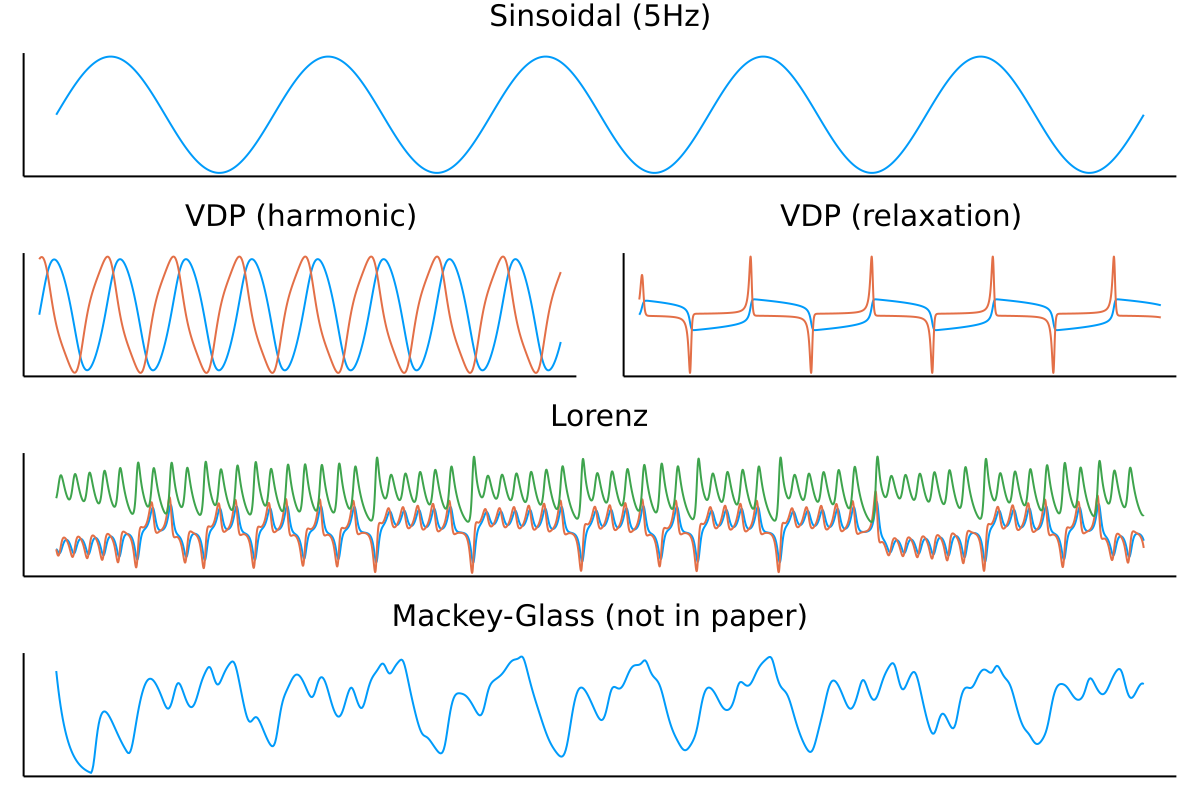 Sinsoidal (5Hz)
VDP (harmonic)
VDP (relaxation)
Lorenz
Mackey-Glass (not in paper)